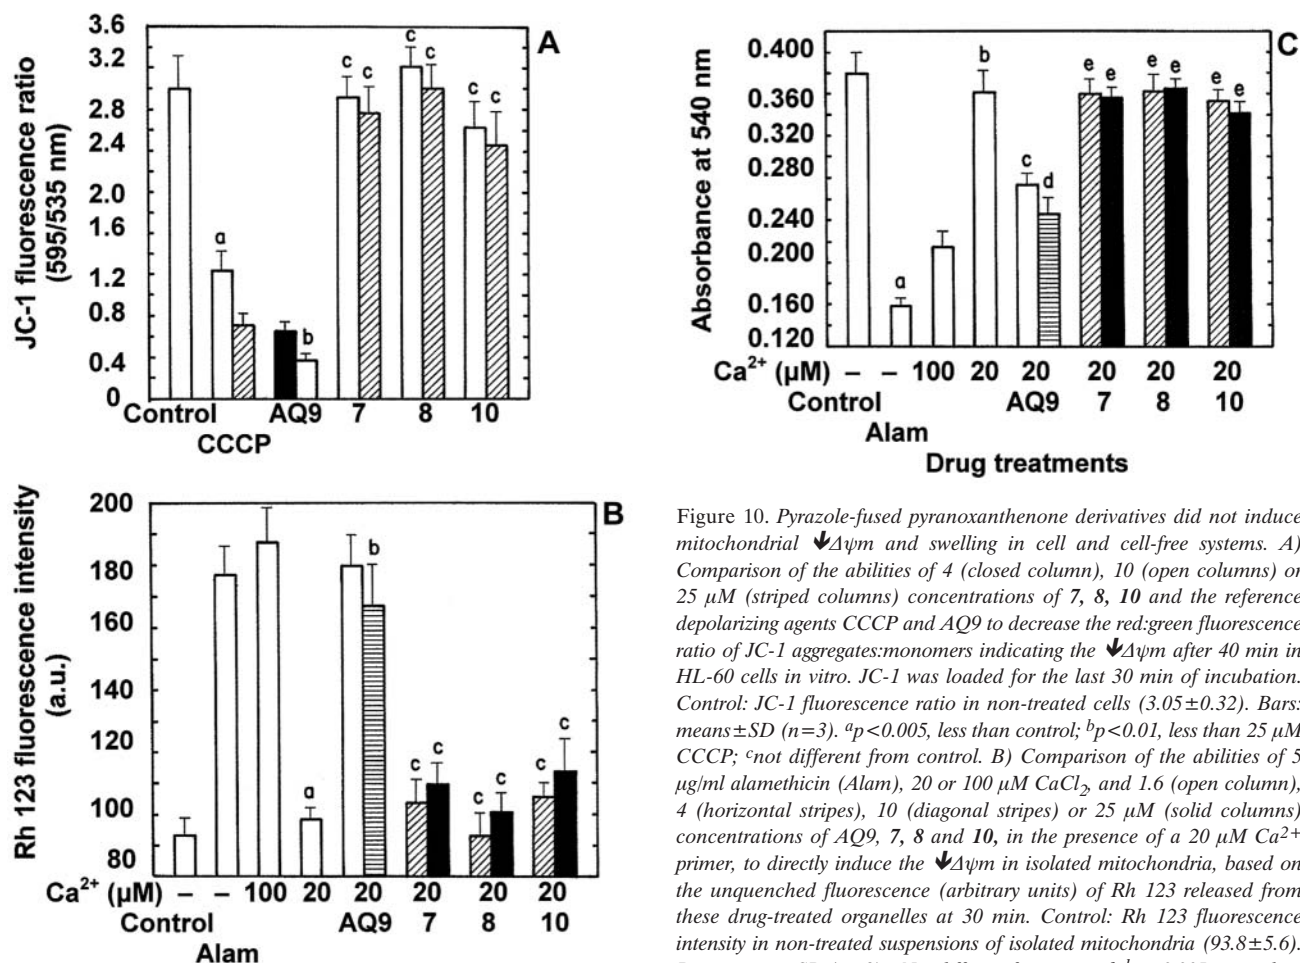 3.6
3.2
2.8
2.4
2.0
1.6
1.2
0.8
0.4
0
JC-1 fluorescence ratio
(595/535 nm)
A
a
b
c c
c c
c c
Control AQ9 7 8 10
CCCP
C
0.400
0.360
0.320
0.280
0.240
0.200
0.160
0.120
Absorbance at 540 nm
a
b
c
d
e e
e e
e e
Ca²⁺ (µM) – – 100 20 20 20 20 20
Control AQ9 7 8 10
Alam
Drug treatments
B
200
180
160
140
120
100
80
Rh 123 fluorescence intensity
(a.u.)
a
b
c c
c c
c c
Ca²⁺ (µM) – – 100 20 20 20 20 20
Control AQ9 7 8 10
Alam
Figure 10. Pyrazole-fused pyranoxanthenone derivatives did not induce
mitochondrial 🡻Δψm and swelling in cell and cell-free systems. A)
Comparison of the abilities of 4 (closed column), 10 (open columns) or
25 µM (striped columns) concentrations of 7, 8, 10 and the reference
depolarizing agents CCCP and AQ9 to decrease the red:green fluorescence
ratio of JC-1 aggregates:monomers indicating the 🡻Δψm after 40 min in
HL-60 cells in vitro. JC-1 was loaded for the last 30 min of incubation.
Control: JC-1 fluorescence ratio in non-treated cells (3.05±0.32). Bars:
means±SD (n=3). ᵃp<0.005, less than control; ᵇp<0.01, less than 25 µM
CCCP; ᶜnot different from control. B) Comparison of the abilities of 5
µg/ml alamethicin (Alam), 20 or 100 µM CaCl₂, and 1.6 (open column),
4 (horizontal stripes), 10 (diagonal stripes) or 25 µM (solid columns)
concentrations of AQ9, 7, 8 and 10, in the presence of a 20 µM Ca²⁺
primer, to directly induce the 🡻Δψm in isolated mitochondria, based on
the unquenched fluorescence (arbitrary units) of Rh 123 released from
these drug-treated organelles at 30 min. Control: Rh 123 fluorescence
intensity in non-treated suspensions of isolated mitochondria (93.8±5.6).